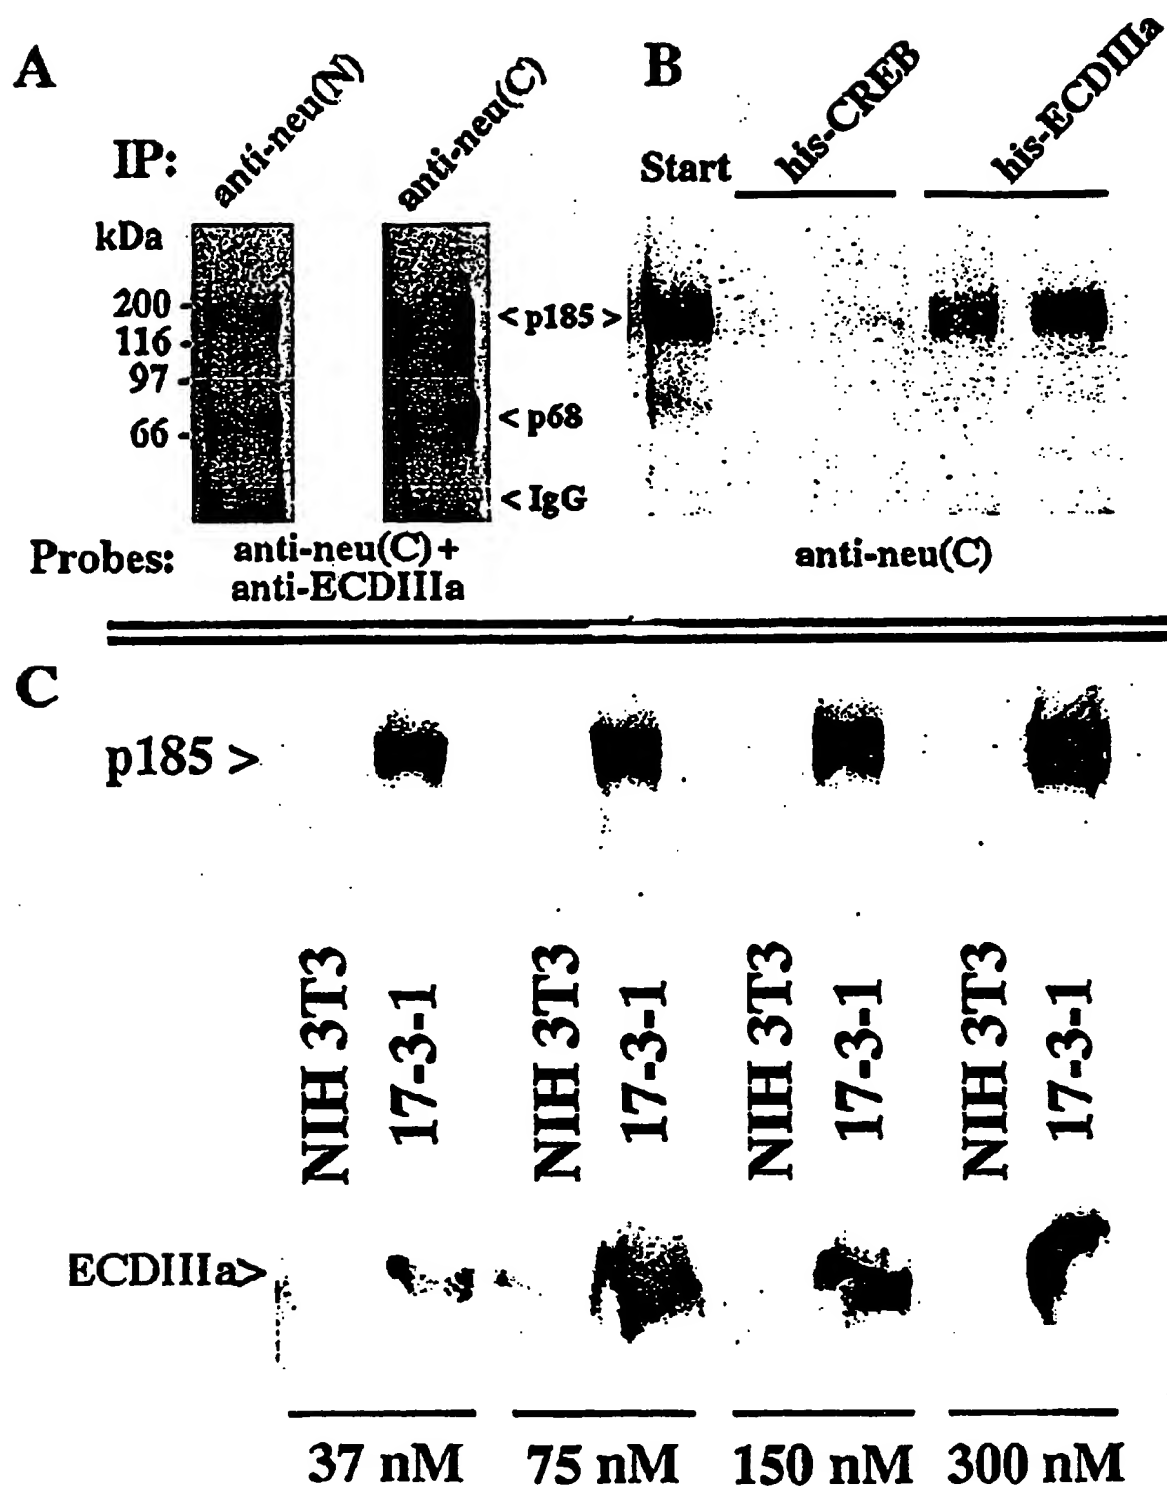 A
IP:
anti-neu(N)
anti-neu(C)
kDa
200 -
116 -
97 -
66 -
< p185 >
< p68
< IgG
Probes:
anti-neu(C) +
anti-ECDIIIa
B
Start
his-CREB
his-ECDIIIa
anti-neu(C)
C
p185 >
NIH 3T3
17-3-1
NIH 3T3
17-3-1
NIH 3T3
17-3-1
NIH 3T3
17-3-1
ECDIIIa>
37 nM
75 nM
150 nM
300 nM